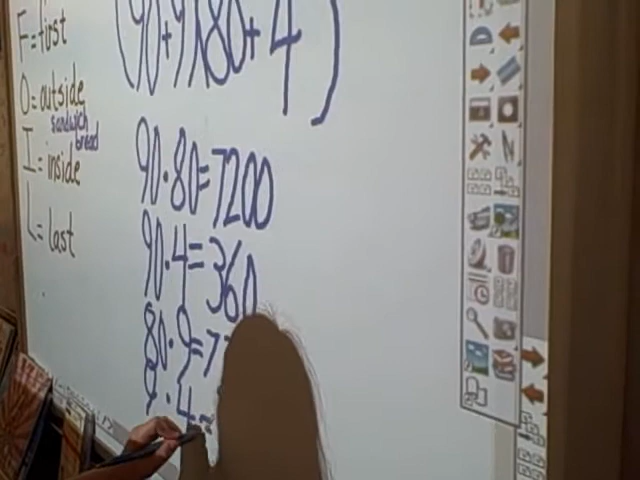 (90+9)(80+4)
F=first
O=outside
sandwich
bread
I=inside
L=last
90·80=7200
90·4=360
80·9=7
9·4=